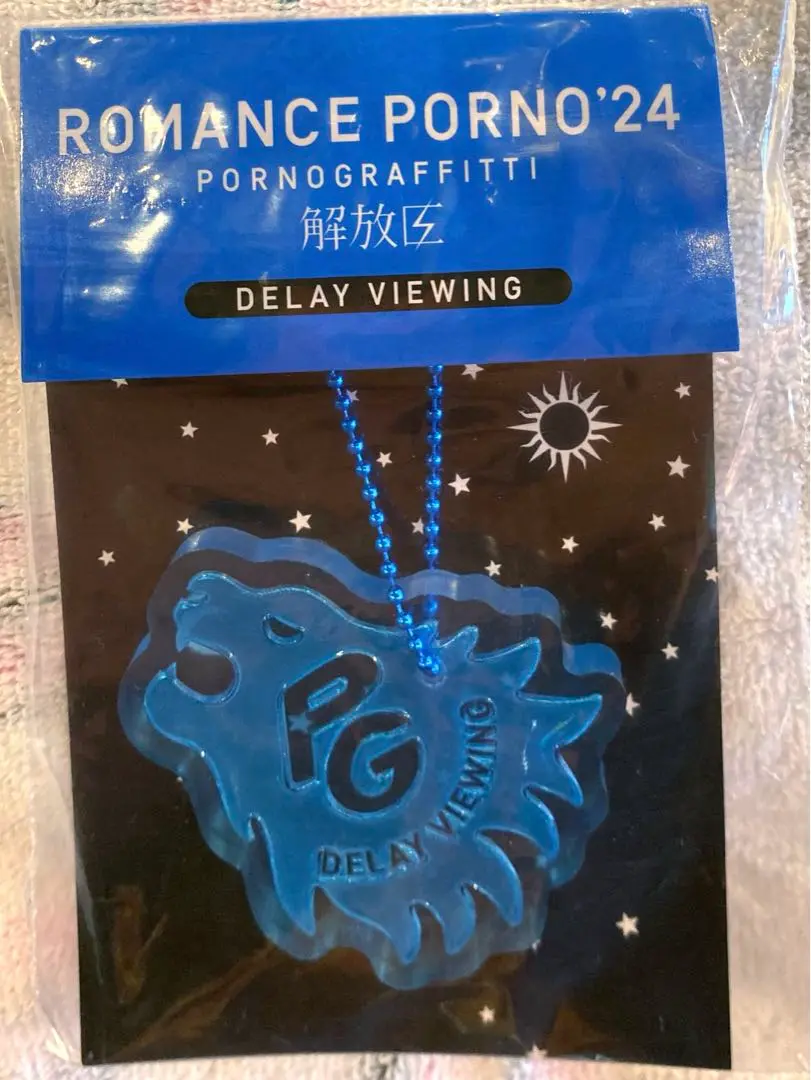 ROMANCE PORNO'24
PORNOGRAFFITTI
解放区
DELAY VIEWING
PG
DELAY VIEWING